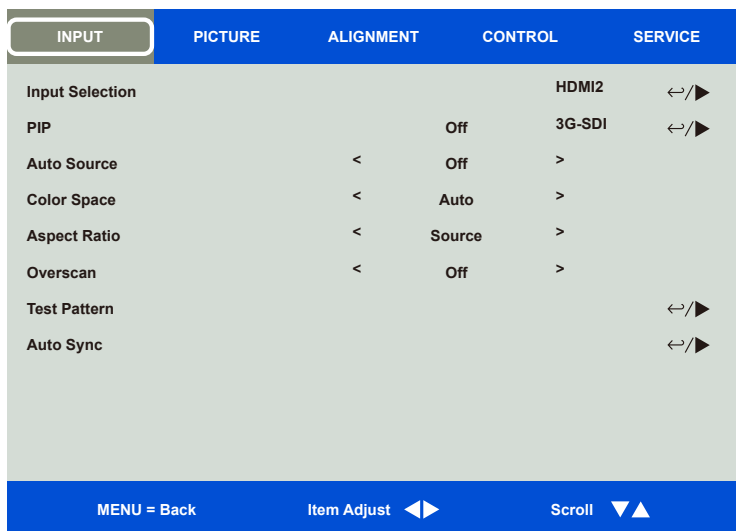 INPUT PICTURE ALIGNMENT CONTROL SERVICE
Input Selection HDMI2 ↩/▶
PIP Off 3G-SDI ↩/▶
Auto Source < Off >
Color Space < Auto >
Aspect Ratio < Source >
Overscan < Off >
Test Pattern ↩/▶
Auto Sync ↩/▶
MENU = Back Item Adjust ◀▶ Scroll ▼▲